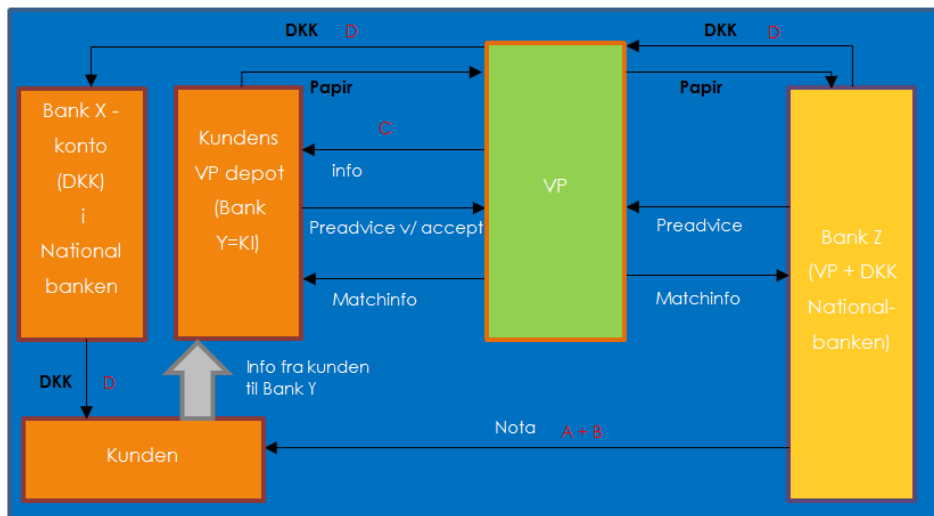 DKK D
DKK D
Papir
Papir
Bank X -
konto
(DKK)
i
National
banken
Kundens
VP depot
(Bank
Y=KI)
C
info
VP
Preadvice v/ accept
Preadvice
Matchinfo
Matchinfo
Bank Z
(VP + DKK
National-
banken)
DKK D
Info fra kunden
til Bank Y
Nota A + B
Kunden